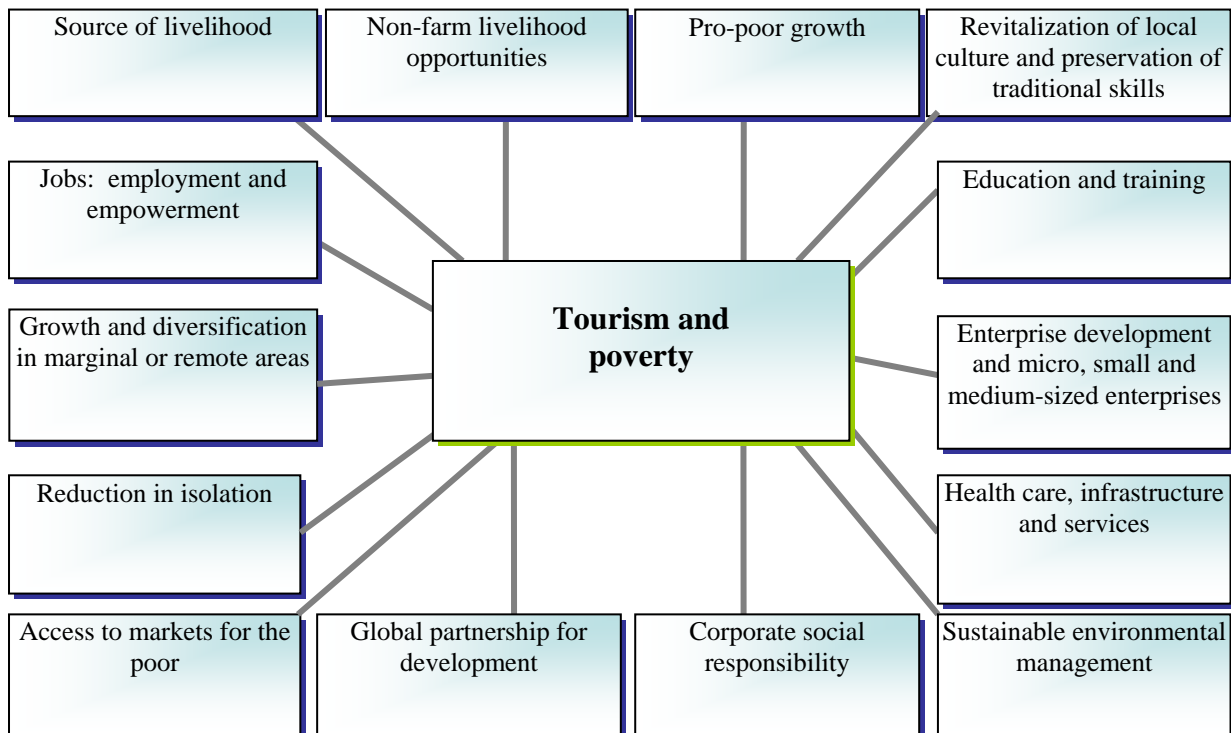 Source of livelihood
Non-farm livelihood
opportunities
Pro-poor growth
Revitalization of local
culture and preservation of
traditional skills
Jobs:  employment and
empowerment
Education and training
Tourism and
poverty
Growth and diversification
in marginal or remote areas
Enterprise development
and micro, small and
medium-sized enterprises
Reduction in isolation
Health care, infrastructure
and services
Access to markets for the
poor
Global partnership for
development
Corporate social
responsibility
Sustainable environmental
management